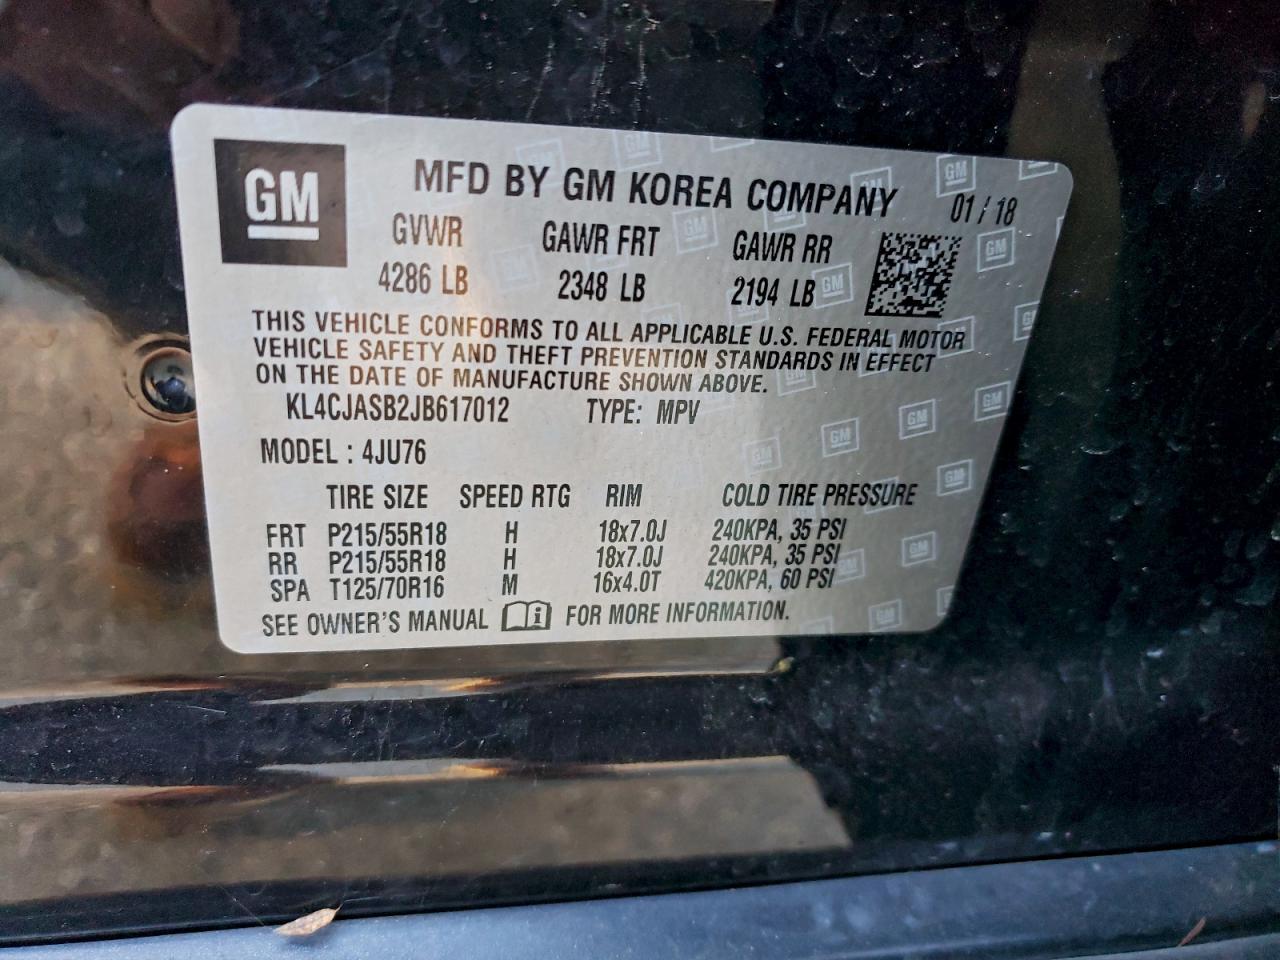 GM
MFD BY GM KOREA COMPANY 01/18
GVWR GAWR FRT GAWR RR
4286 LB 2348 LB 2194 LB
THIS VEHICLE CONFORMS TO ALL APPLICABLE U.S. FEDERAL MOTOR
VEHICLE SAFETY AND THEFT PREVENTION STANDARDS IN EFFECT
ON THE DATE OF MANUFACTURE SHOWN ABOVE.
KL4CJASB2JB617012 TYPE: MPV
MODEL : 4JU76
TIRE SIZE SPEED RTG RIM COLD TIRE PRESSURE
FRT P215/55R18 H 18x7.0J 240KPA, 35 PSI
RR P215/55R18 H 18x7.0J 240KPA, 35 PSI
SPA T125/70R16 M 16x4.0T 420KPA, 60 PSI
SEE OWNER'S MANUAL FOR MORE INFORMATION.